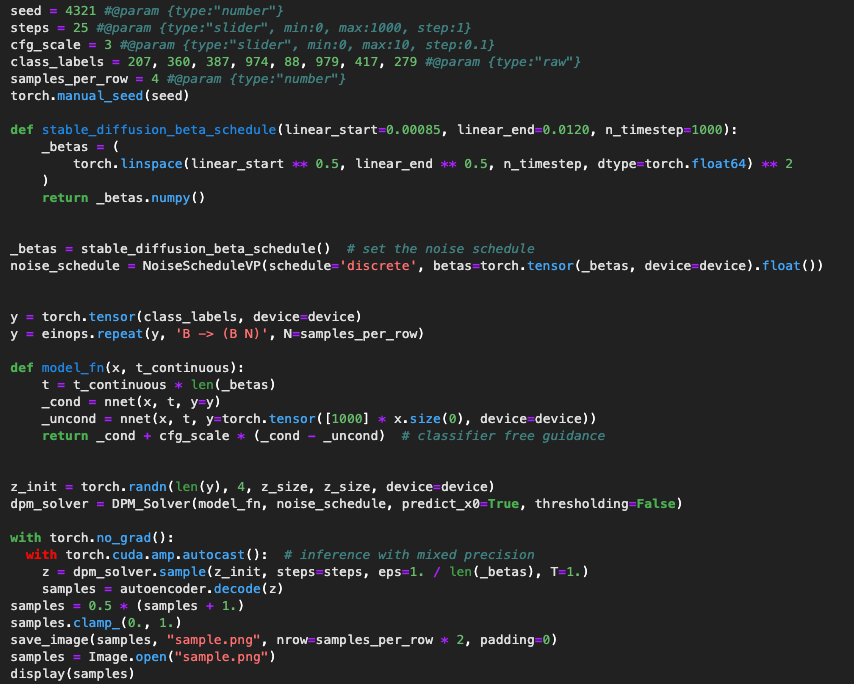 seed = 4321 #@param {type:"number"}
steps = 25 #@param {type:"slider", min:0, max:1000, step:1}
cfg_scale = 3 #@param {type:"slider", min:0, max:10, step:0.1}
class_labels = 207, 360, 387, 974, 88, 979, 417, 279 #@param {type:"raw"}
samples_per_row = 4 #@param {type:"number"}
torch.manual_seed(seed)

def stable_diffusion_beta_schedule(linear_start=0.00085, linear_end=0.0120, n_timestep=1000):
    _betas = (
        torch.linspace(linear_start ** 0.5, linear_end ** 0.5, n_timestep, dtype=torch.float64) ** 2
    )
    return _betas.numpy()


_betas = stable_diffusion_beta_schedule()  # set the noise schedule
noise_schedule = NoiseScheduleVP(schedule='discrete', betas=torch.tensor(_betas, device=device).float())


y = torch.tensor(class_labels, device=device)
y = einops.repeat(y, 'B -> (B N)', N=samples_per_row)

def model_fn(x, t_continuous):
    t = t_continuous * len(_betas)
    _cond = nnet(x, t, y=y)
    _uncond = nnet(x, t, y=torch.tensor([1000] * x.size(0), device=device))
    return _cond + cfg_scale * (_cond - _uncond)  # classifier free guidance


z_init = torch.randn(len(y), 4, z_size, z_size, device=device)
dpm_solver = DPM_Solver(model_fn, noise_schedule, predict_x0=True, thresholding=False)

with torch.no_grad():
  with torch.cuda.amp.autocast():  # inference with mixed precision
    z = dpm_solver.sample(z_init, steps=steps, eps=1. / len(_betas), T=1.)
    samples = autoencoder.decode(z)
samples = 0.5 * (samples + 1.)
samples.clamp_(0., 1.)
save_image(samples, "sample.png", nrow=samples_per_row * 2, padding=0)
samples = Image.open("sample.png")
display(samples)